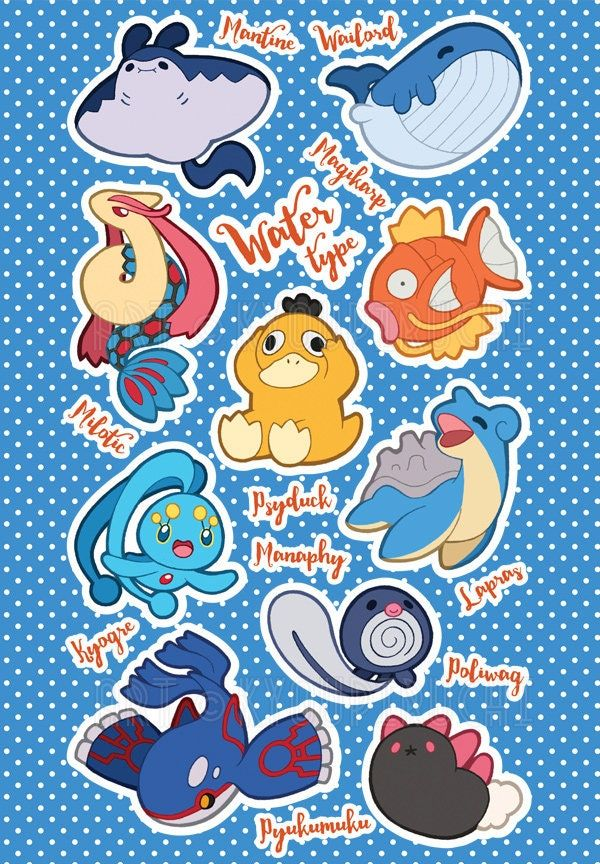 Mantine
Wailord
Magikarp
Water
type
Milotic
Psyduck
Manaphy
Lapras
Kyogre
Poliwag
Pyukumuku